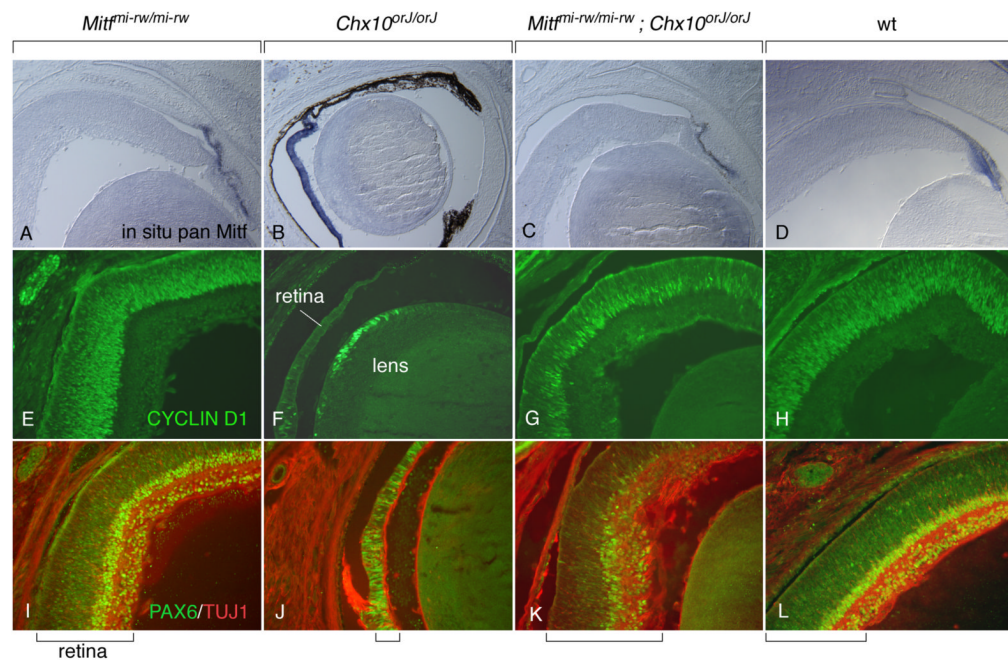 Mitf^mi-rw/mi-rw
Chx10^orJ/orJ
Mitf^mi-rw/mi-rw ; Chx10^orJ/orJ
wt
A
in situ pan Mitf
B
C
D
E
CYCLIN D1
retina
lens
F
G
H
I
PAX6/TUJ1
J
K
L
retina